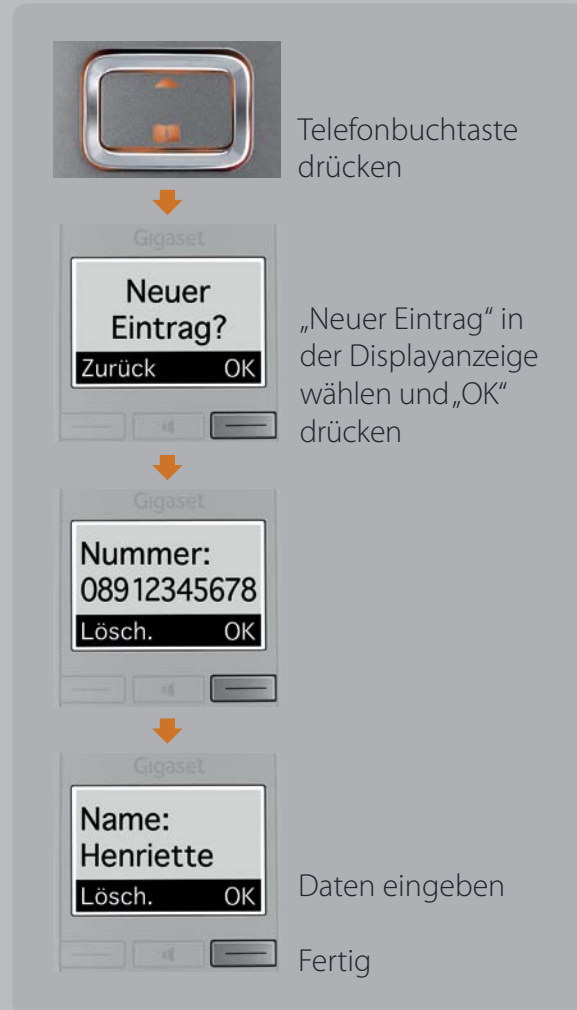 Telefonbuchtaste
drücken
Gigaset
Neuer
Eintrag?
Zurück OK
„Neuer Eintrag“ in
der Displayanzeige
wählen und „OK“
drücken
Gigaset
Nummer:
08912345678
Lösch. OK
Gigaset
Name:
Henriette
Lösch. OK
Daten eingeben
Fertig